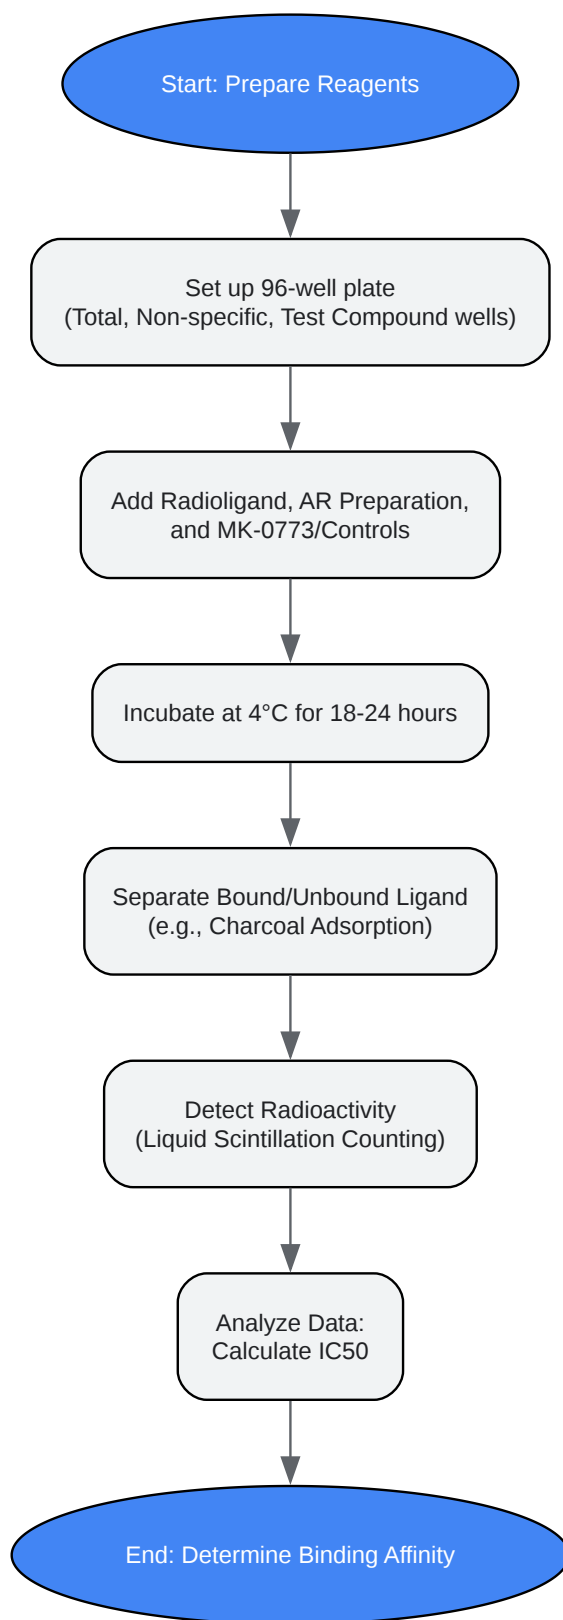 Start: Prepare Reagents
Set up 96-well plate
(Total, Non-specific, Test Compound wells)
Add Radioligand, AR Preparation,
and MK-0773/Controls
Incubate at 4°C for 18-24 hours
Separate Bound/Unbound Ligand
(e.g., Charcoal Adsorption)
Detect Radioactivity
(Liquid Scintillation Counting)
Analyze Data:
Calculate IC50
End: Determine Binding Affinity